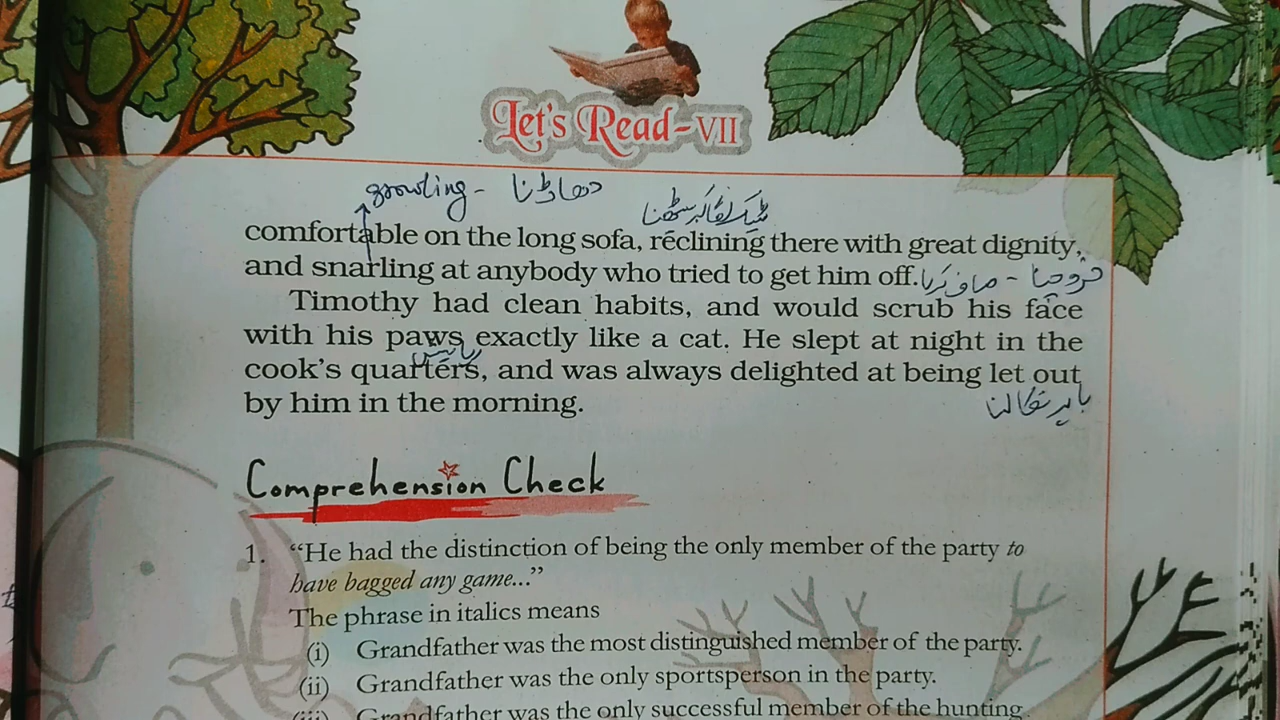 Let's Read-VII
growling - دھاڑنا
ٹیک لگا کر بیٹھنا
comfortable on the long sofa, reclining there with great dignity,
and snarling at anybody who tried to get him off.
صاف کرنا -
Timothy had clean habits, and would scrub his face
with his paws exactly like a cat. He slept at night in the
cook's quarters, and was always delighted at being let out
by him in the morning.
باہر نکالنا
Comprehension Check
1. “He had the distinction of being the only member of the party to
have bagged any game...”
The phrase in italics means
(i) Grandfather was the most distinguished member of the party.
(ii) Grandfather was the only sportsperson in the party.
(iii) Grandfather was the only successful member of the hunting